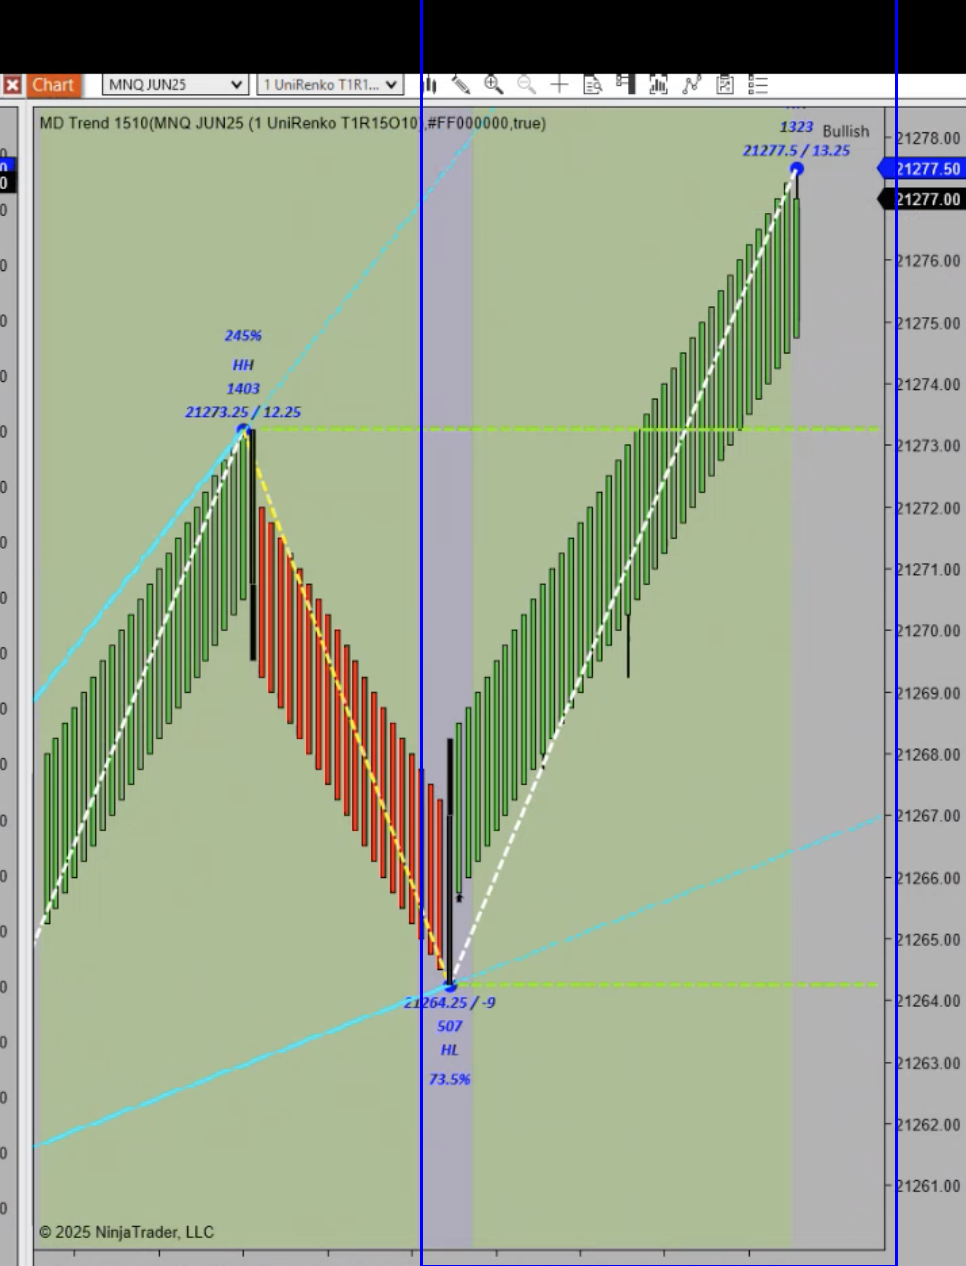 Chart
MNQ JUN25
1 UniRenko T1R1...
MD Trend 1510(MNQ JUN25 (1 UniRenko T1R15O10),#FF000000,true)
1323
Bullish
21277.5 / 13.25
245%
HH
1403
21273.25 / 12.25
21264.25 / -9
507
HL
73.5%
21278.00
21277.50
21277.00
21276.00
21275.00
21274.00
21273.00
21272.00
21271.00
21270.00
21269.00
21268.00
21267.00
21266.00
21265.00
21264.00
21263.00
21262.00
21261.00
© 2025 NinjaTrader, LLC